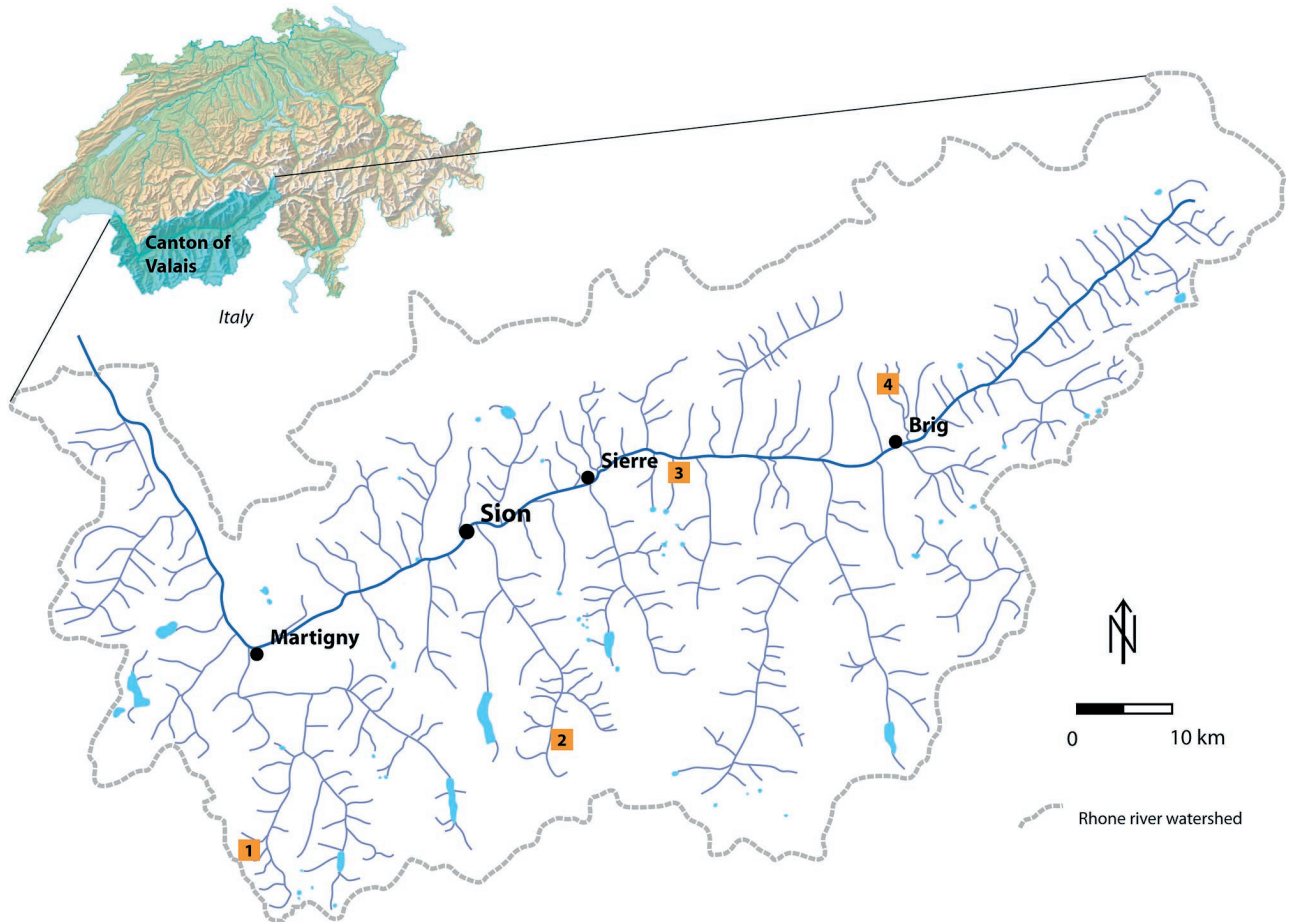 Canton of
Valais
Italy
4
Brig
Sierre
3
Sion
Martigny
N
2
0
10 km
Rhone river watershed
1